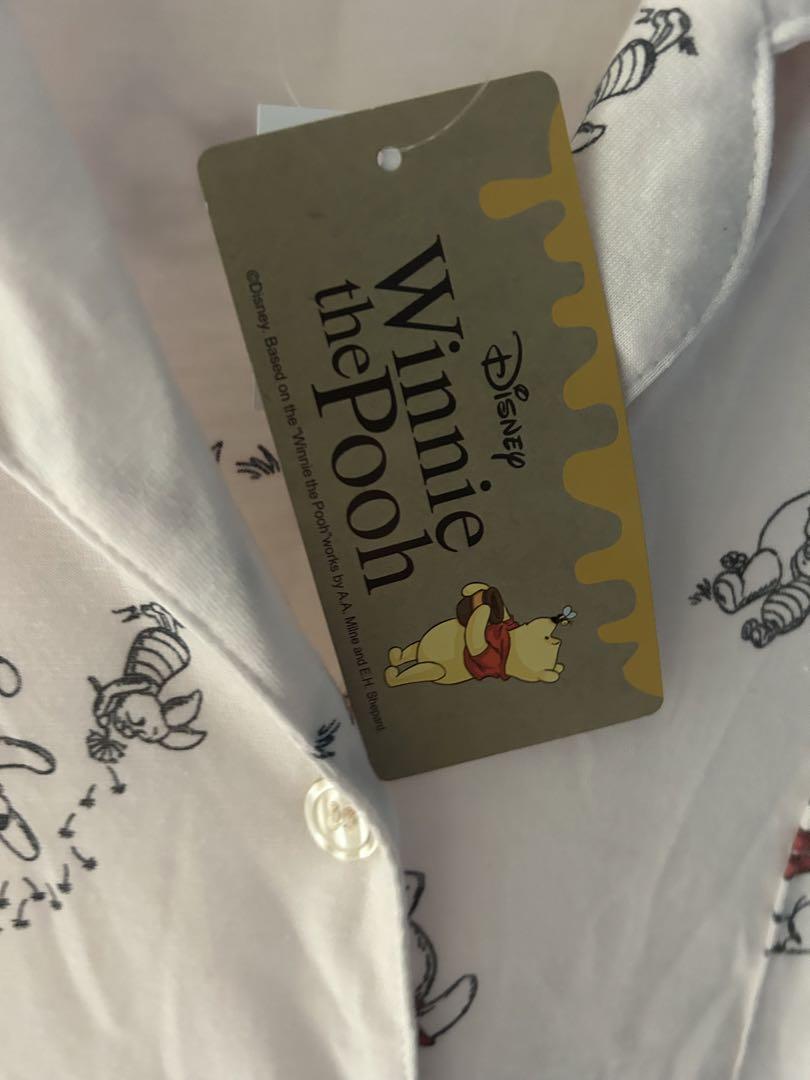 Disney
Winnie
the Pooh
©Disney. Based on the "Winnie the Pooh" works by A.A. Milne and E.H. Shepard.